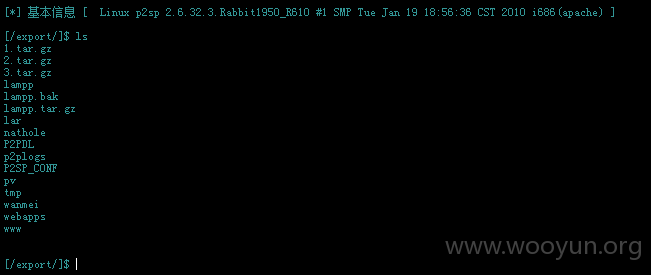 [*] 基本信息 [  Linux p2sp 2.6.32.3.Rabbit1950_R610 #1 SMP Tue Jan 19 18:56:36 CST 2010 i686(apache) ]
[/export/]$ ls
1.tar.gz
2.tar.gz
3.tar.gz
lampp
lampp.bak
lampp.tar.gz
lar
nathole
P2PDL
p2plogs
P2SP_CONF
pv
tmp
wanmei
webapps
www
www.wooyun.org
[/export/]$